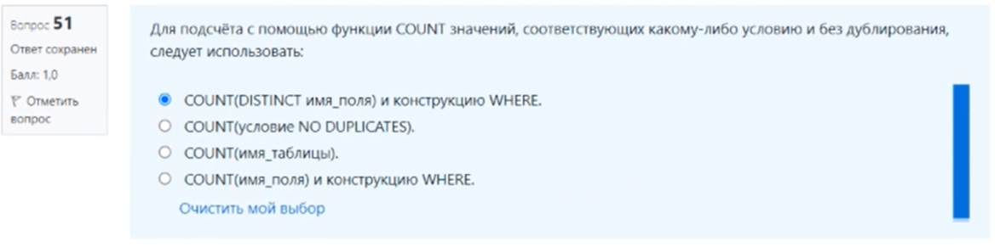 Вопрос 51
Ответ сохранен
Балл: 1,0
Отметить
вопрос
Для подсчёта с помощью функции COUNT значений, соответствующих какому-либо условию и без дублирования,
следует использовать:
COUNT(DISTINCT имя_поля) и конструкцию WHERE.
COUNT(условие NO DUPLICATES).
COUNT(имя_таблицы).
COUNT(имя_поля) и конструкцию WHERE.
Очистить мой выбор